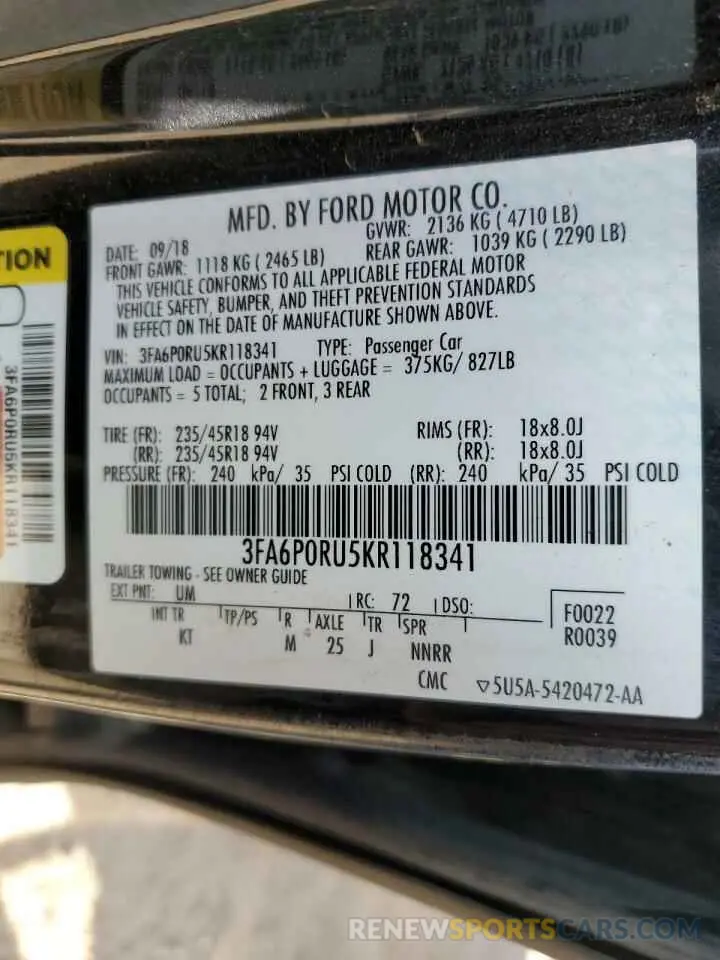 MFD. BY FORD MOTOR CO.
DATE: 09/18 GVWR: 2136 KG ( 4710 LB)
FRONT GAWR: 1118 KG ( 2465 LB) REAR GAWR: 1039 KG ( 2290 LB)
THIS VEHICLE CONFORMS TO ALL APPLICABLE FEDERAL MOTOR
VEHICLE SAFETY, BUMPER, AND THEFT PREVENTION STANDARDS
IN EFFECT ON THE DATE OF MANUFACTURE SHOWN ABOVE.
VIN: 3FA6P0RU5KR118341 TYPE: Passenger Car
MAXIMUM LOAD = OCCUPANTS + LUGGAGE = 375KG/ 827LB
OCCUPANTS = 5 TOTAL; 2 FRONT, 3 REAR
TIRE (FR): 235/45R18 94V RIMS (FR): 18x8.0J
(RR): 235/45R18 94V (RR): 18x8.0J
PRESSURE (FR): 240 kPa/ 35 PSI COLD (RR): 240 kPa/ 35 PSI COLD
3FA6P0RU5KR118341
TRAILER TOWING - SEE OWNER GUIDE
EXT PNT: UM RC: 72 DSO:
INT TR TP/PS R AXLE TR SPR F0022
KT M 25 J NNRR R0039
CMC ▽5U5A-5420472-AA
TION
3FA6P0RU5KR118341
RENEWSPORTSCARS.COM